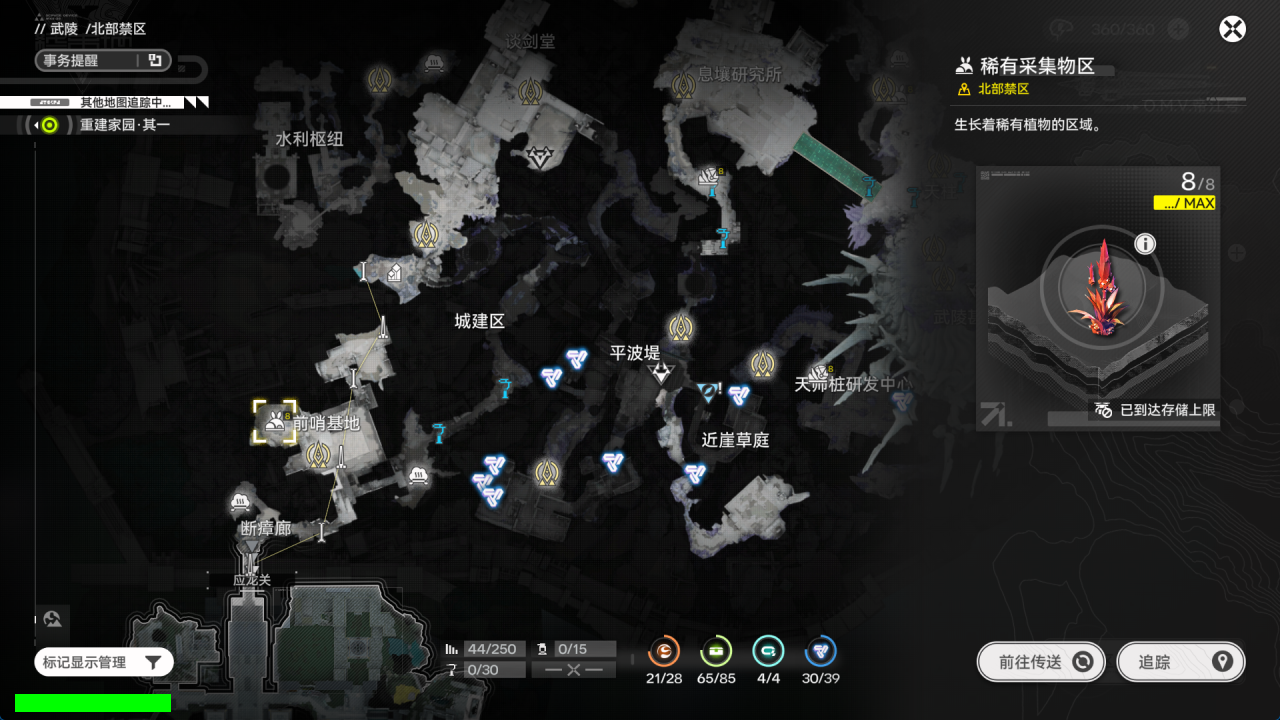 // 武陵 /北部禁区
事务提醒
其他地图追踪中...
重建家园·其一
谈剑堂
息壤研究所
水利枢纽
城建区
平波堤
天师桩研发中心
近崖草庭
前哨基地
断瘴廊
应龙关
8
8
8
标记显示管理
44/250
0/15
0/30
21/28
65/85
4/4
30/39
360/360
稀有采集物区
北部禁区
生长着稀有植物的区域。
8/8
.../ MAX
已到达存储上限
前往传送
追踪